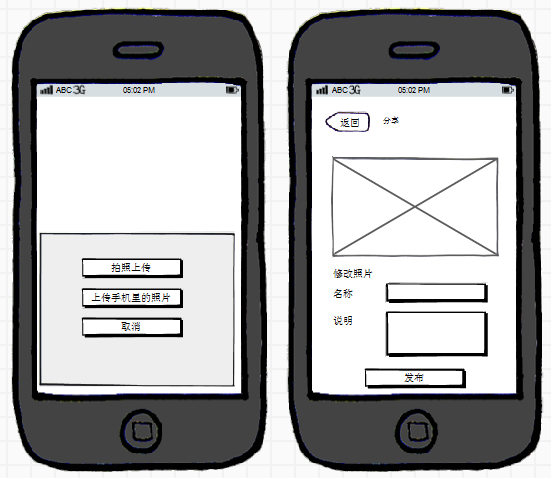 ABC 3G 05:02 PM
拍照上传
上传手机里的照片
取消
ABC 3G 05:02 PM
返回
分享
修改照片
名称
说明
发布